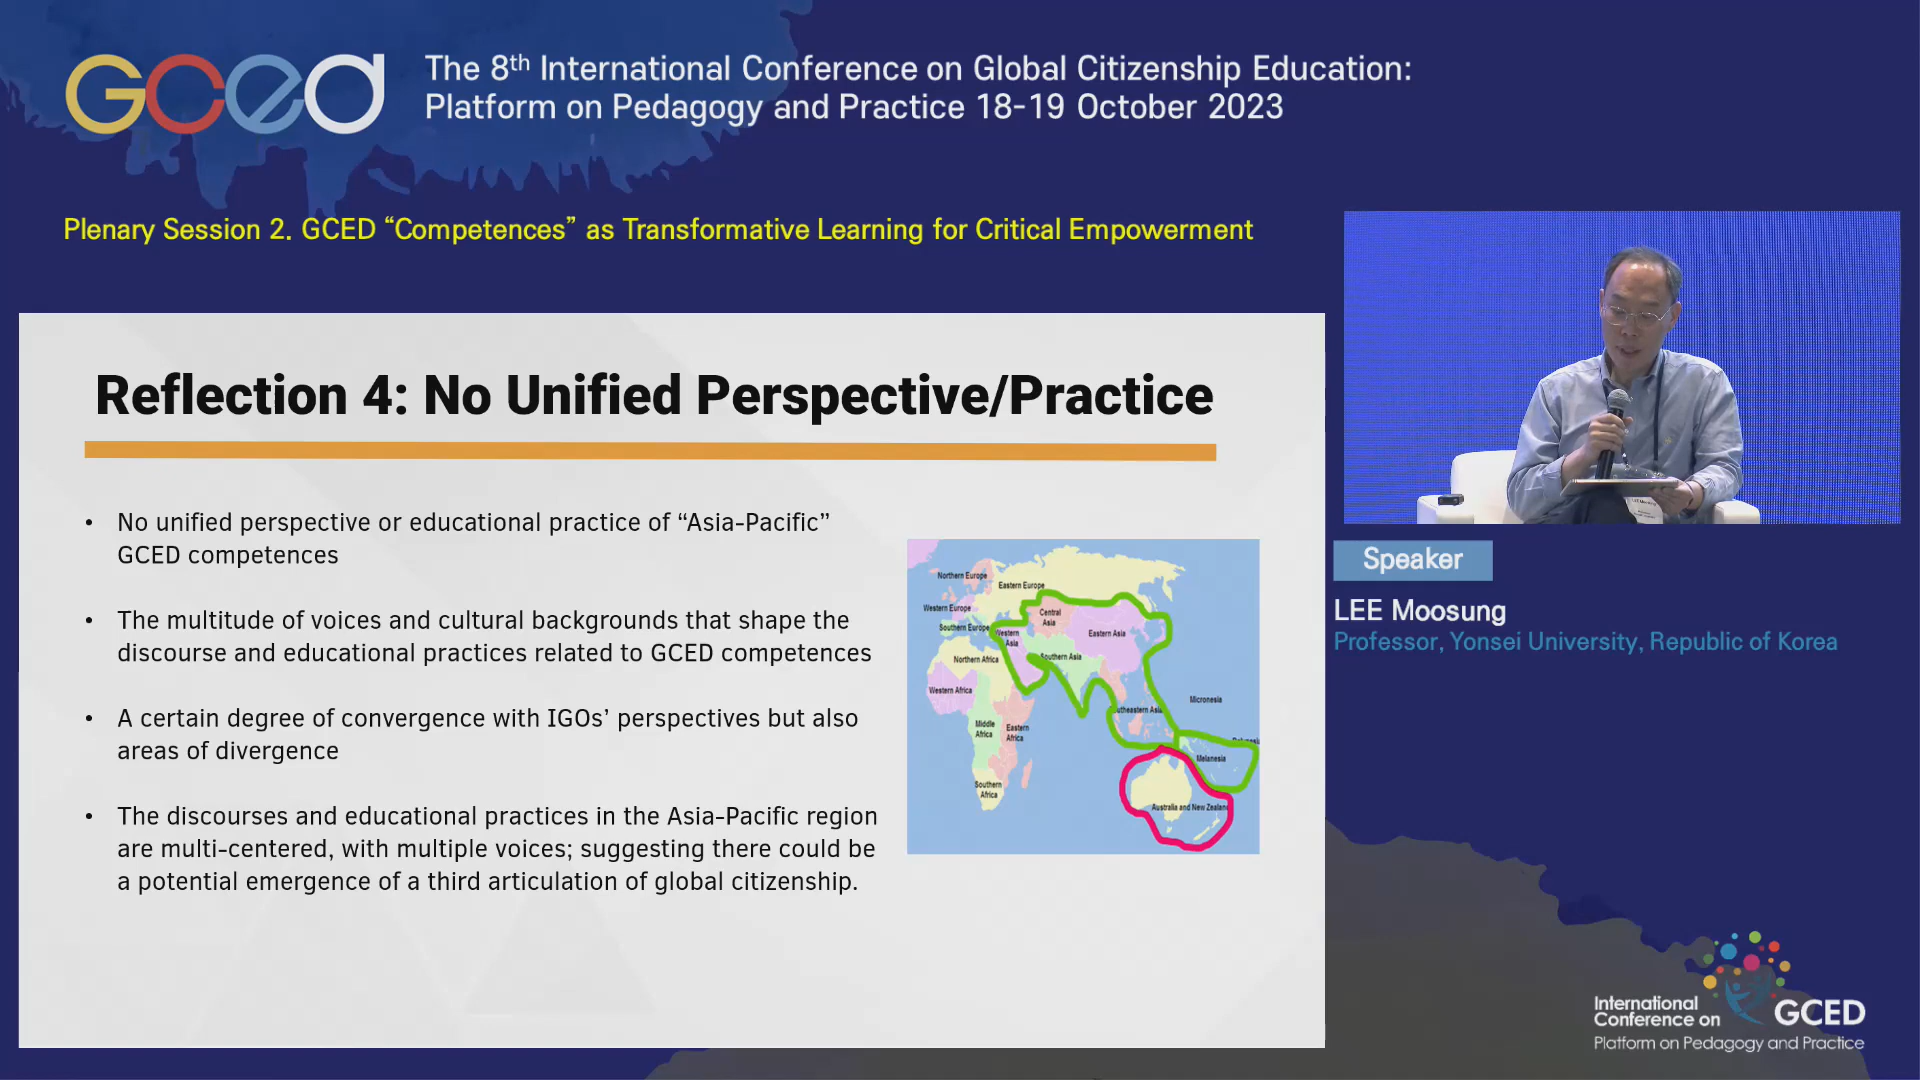 GCed
The 8th International Conference on Global Citizenship Education:
Platform on Pedagogy and Practice 18-19 October 2023
Plenary Session 2. GCED “Competences” as Transformative Learning for Critical Empowerment
Reflection 4: No Unified Perspective/Practice
• No unified perspective or educational practice of “Asia-Pacific”
GCED competences
• The multitude of voices and cultural backgrounds that shape the
discourse and educational practices related to GCED competences
• A certain degree of convergence with IGOs’ perspectives but also
areas of divergence
• The discourses and educational practices in the Asia-Pacific region
are multi-centered, with multiple voices; suggesting there could be
a potential emergence of a third articulation of global citizenship.
Northern Europe
Eastern Europe
Western Europe
Central
Asia
Southern Europe
Western
Asia
Eastern Asia
Northern Africa
Southern Asia
Western Africa
Micronesia
Southeastern Asia
Middle
Africa
Eastern
Africa
Melanesia
Southern
Africa
Australia and New Zealand
Speaker
LEE Moosung
Professor, Yonsei University, Republic of Korea
International
Conference on GCED
Platform on Pedagogy and Practice